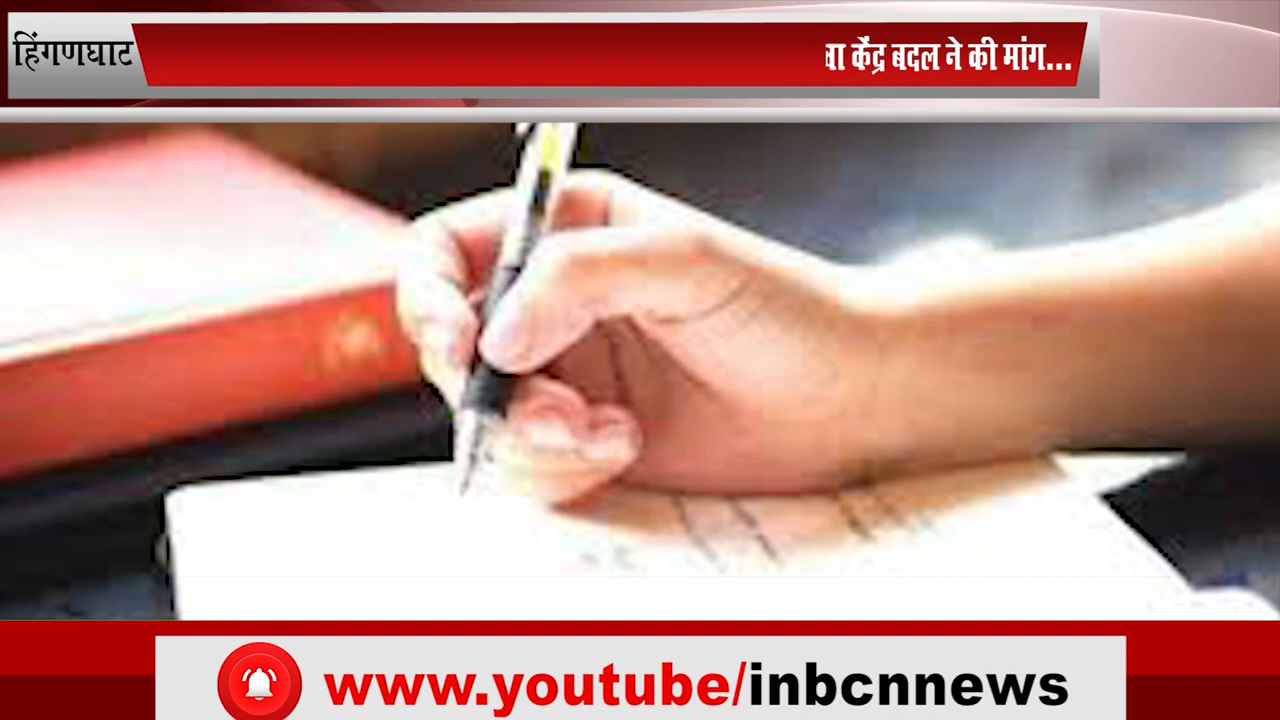 हिंगणघाट
केंद्र बदल ने की मांग...
www.youtube/inbcnnews